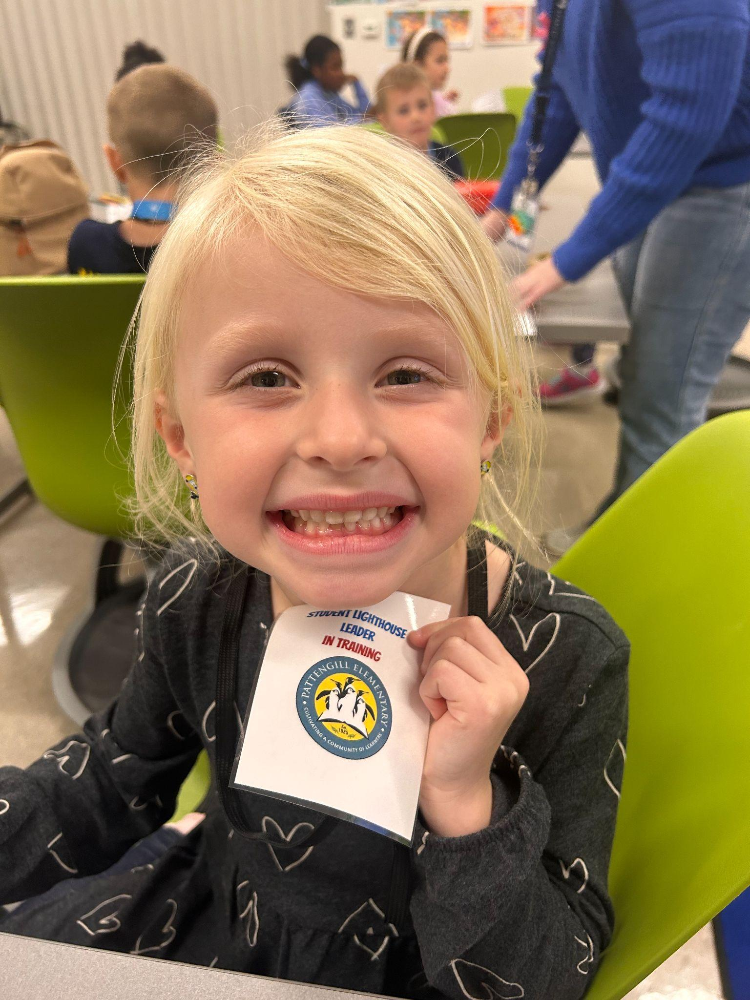 STUDENT LIGHTHOUSE
LEADER
IN TRAINING
• PATTENGILL ELEMENTARY •
Est.
1925
CULTIVATING A COMMUNITY OF LEARNERS